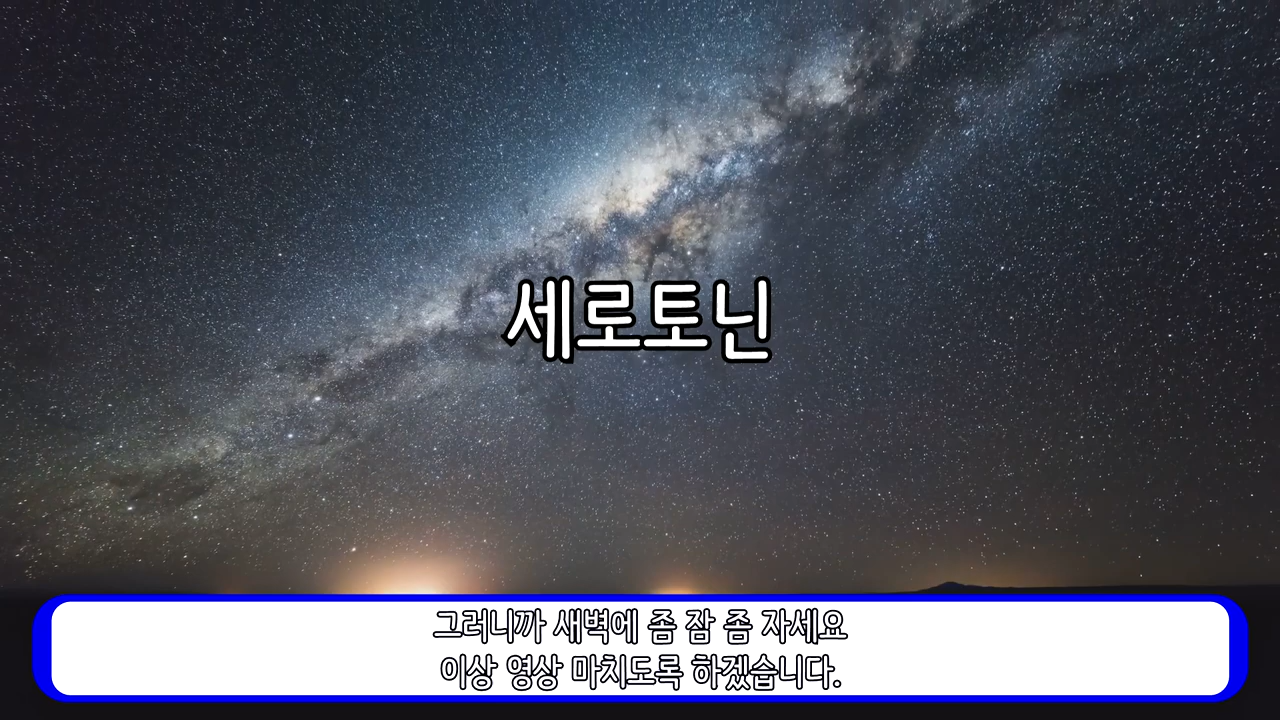 세로토닌
그러니까 새벽에 좀 잠 좀 자세요
이상 영상 마치도록 하겠습니다.